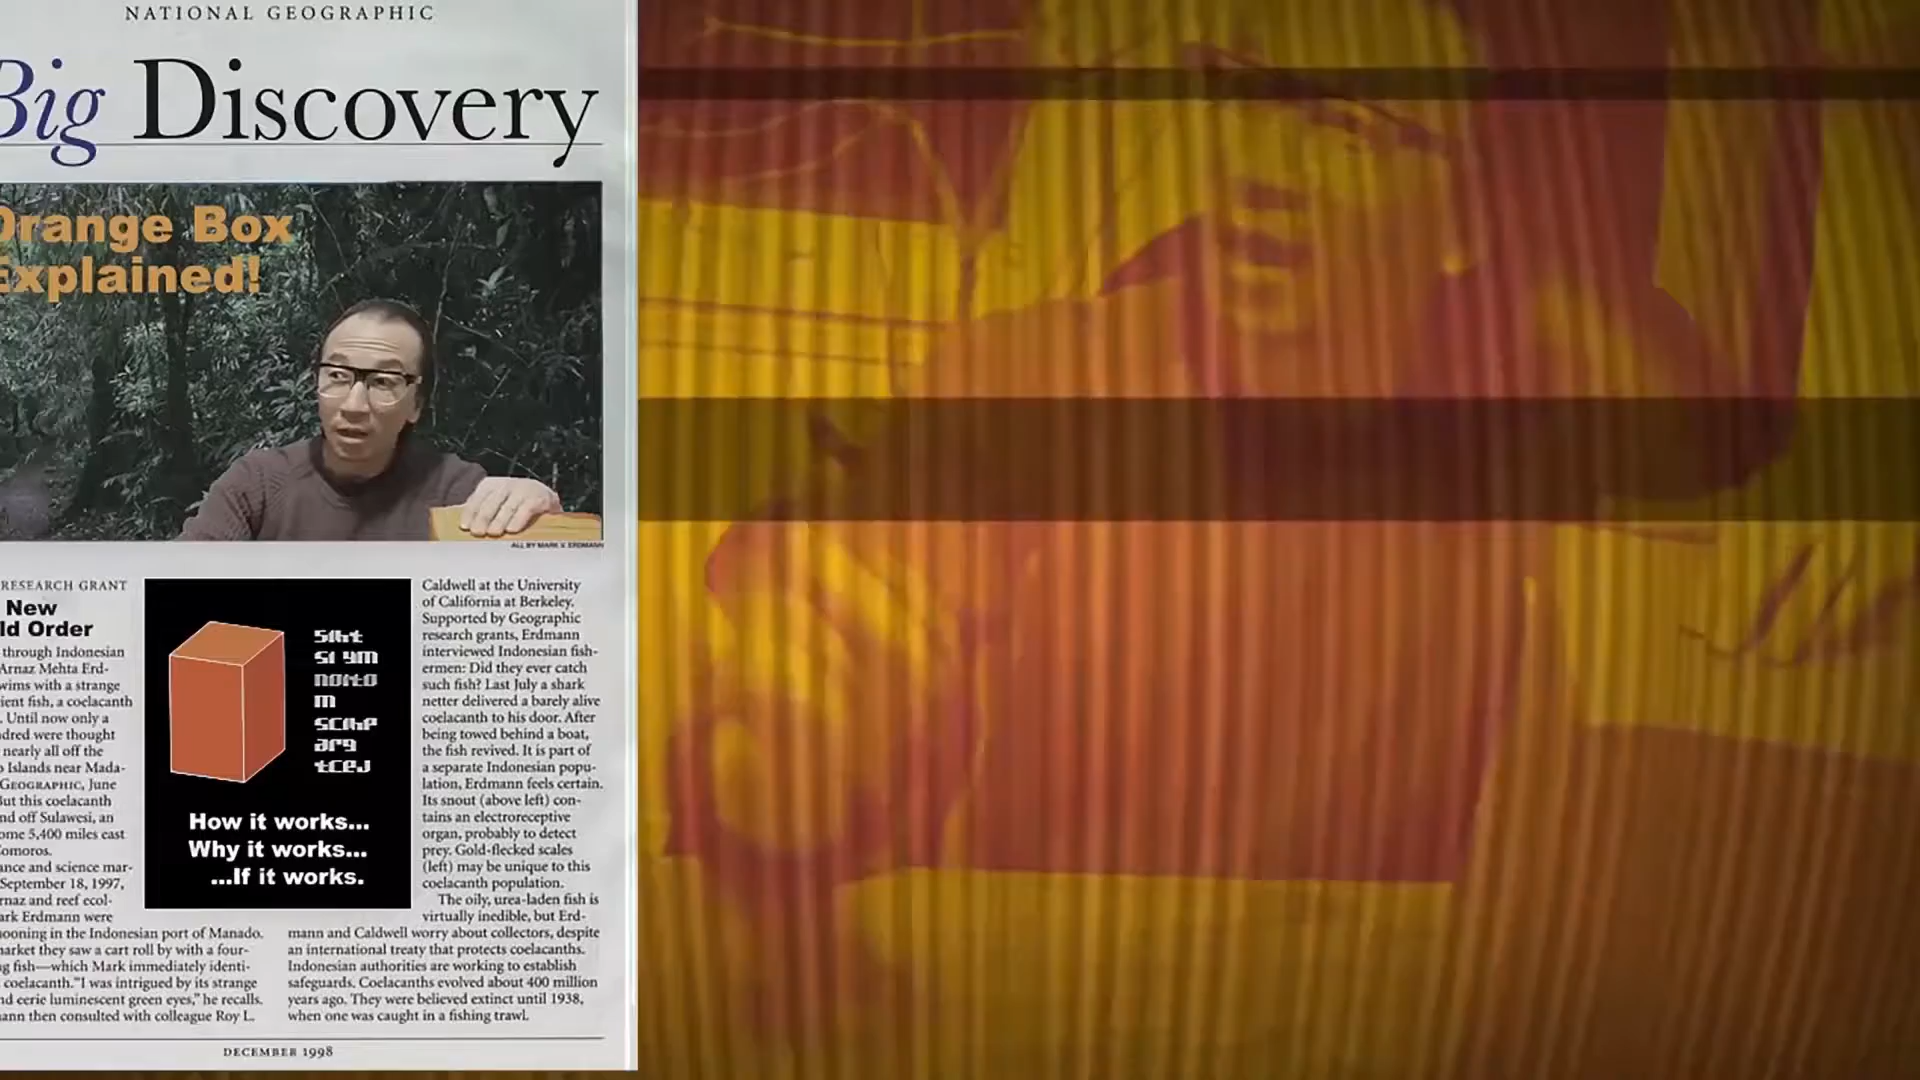 NATIONAL GEOGRAPHIC
Big Discovery
Orange Box
Explained!
ALL BY MARK V. ERDMANN
RESEARCH GRANT
New
ld Order
through Indonesian
Arnaz Mehta Erd-
wims with a strange
ient fish, a coelacanth
. Until now only a
dred were thought
nearly all off the
o Islands near Mada-
GEOGRAPHIC, June
But this coelacanth
nd off Sulawesi, an
ome 5,400 miles east
Comoros.
ance and science mar-
September 18, 1997,
rnaz and reef ecol-
ark Erdmann were
ooning in the Indonesian port of Manado.
arket they saw a cart roll by with a four-
g fish—which Mark immediately identi-
coelacanth. "I was intrigued by its strange
nd eerie luminescent green eyes," he recalls.
ann then consulted with colleague Roy L.
How it works...
Why it works...
...If it works.
Caldwell at the University
of California at Berkeley.
Supported by Geographic
research grants, Erdmann
interviewed Indonesian fish-
ermen: Did they ever catch
such fish? Last July a shark
netter delivered a barely alive
coelacanth to his door. After
being towed behind a boat,
the fish revived. It is part of
a separate Indonesian popu-
lation, Erdmann feels certain.
Its snout (above left) con-
tains an electroreceptive
organ, probably to detect
prey. Gold-flecked scales
(left) may be unique to this
coelacanth population.
The oily, urea-laden fish is
virtually inedible, but Erd-
mann and Caldwell worry about collectors, despite
an international treaty that protects coelacanths.
Indonesian authorities are working to establish
safeguards. Coelacanths evolved about 400 million
years ago. They were believed extinct until 1938,
when one was caught in a fishing trawl.
DECEMBER 1998